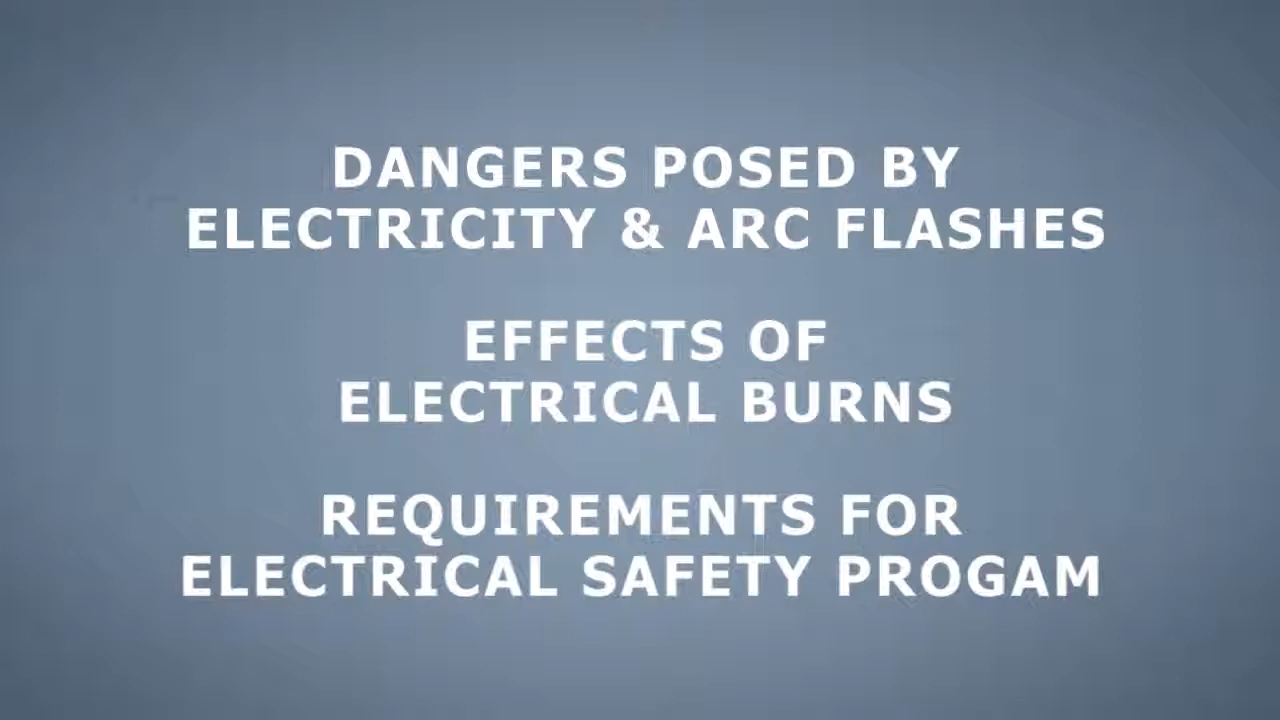 DANGERS POSED BY
ELECTRICITY & ARC FLASHES
EFFECTS OF
ELECTRICAL BURNS
REQUIREMENTS FOR
ELECTRICAL SAFETY PROGAM